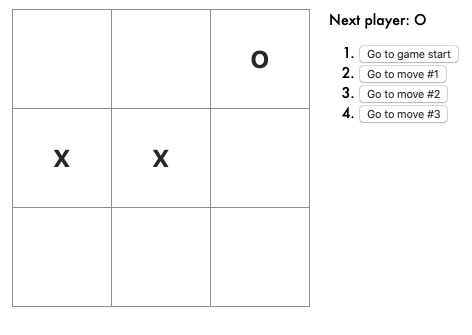 O
X X
Next player: O
1. Go to game start
2. Go to move #1
3. Go to move #2
4. Go to move #3